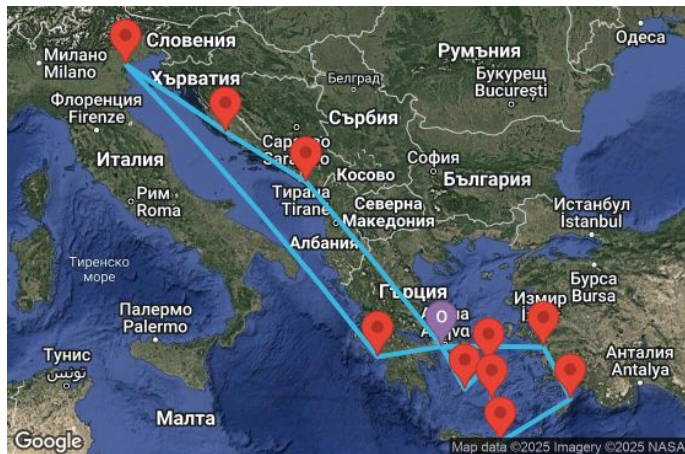 Милано
Milano
Словения
Хърватия
Румъния
Одеса
Букурещ
București
Белград
Флоренция
Firenze
Сърбия
Италия
Рим
Roma
Косово
София
България
Тирана
Tirane
Северна
Македония
Албания
Истанбул
İstanbul
Тиренско
море
Гърция
Бурса
Bursa
Измир
O
Палермо
Palermo
Тунис
تونس
Анталия
Antalya
Малта
Google
Map data ©2025 Imagery ©2025 NASA